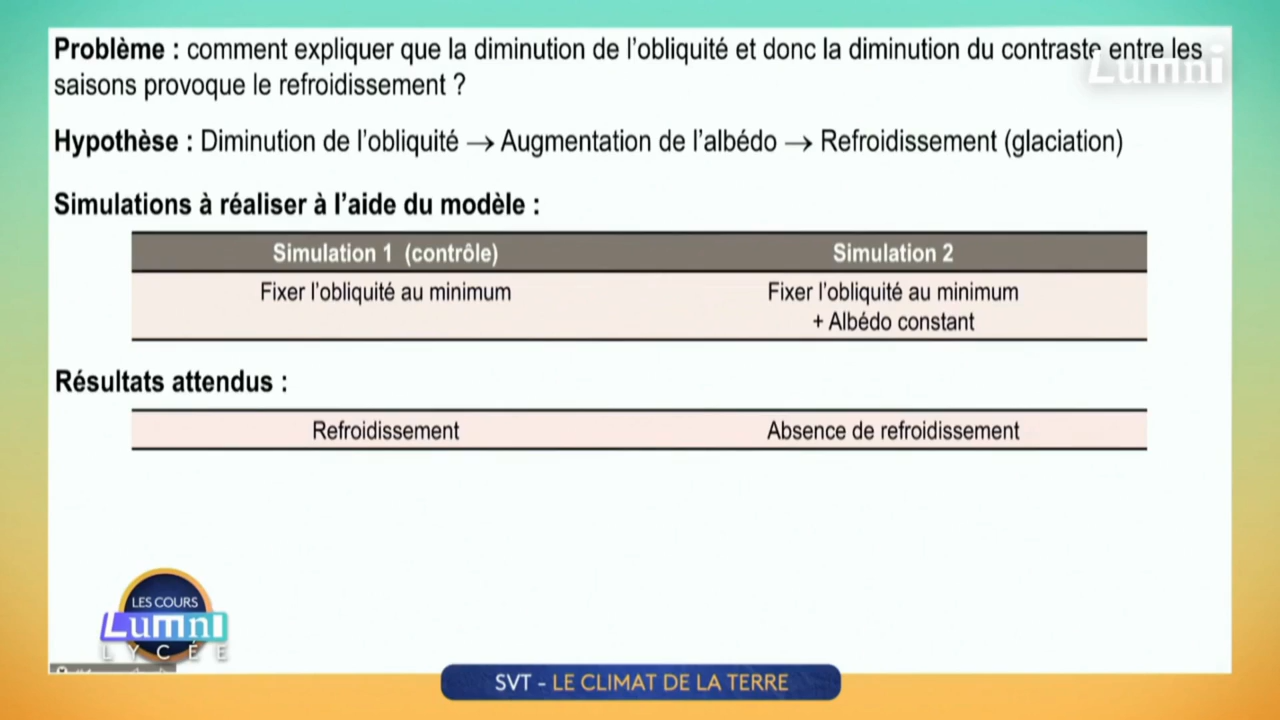 Problème : comment expliquer que la diminution de l'obliquité et donc la diminution du contraste entre les
saisons provoque le refroidissement ?
Lumni
Hypothèse : Diminution de l'obliquité → Augmentation de l'albédo → Refroidissement (glaciation)
Simulations à réaliser à l'aide du modèle :
Simulation 1 (contrôle) Simulation 2
Fixer l'obliquité au minimum Fixer l'obliquité au minimum
+ Albédo constant
Résultats attendus :
Refroidissement Absence de refroidissement
LES COURS
Lumni
LYCÉE
SVT - LE CLIMAT DE LA TERRE